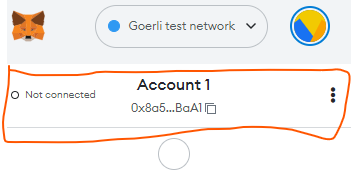 Goerli test network
Account 1
Not connected
0x8a5...BaA1